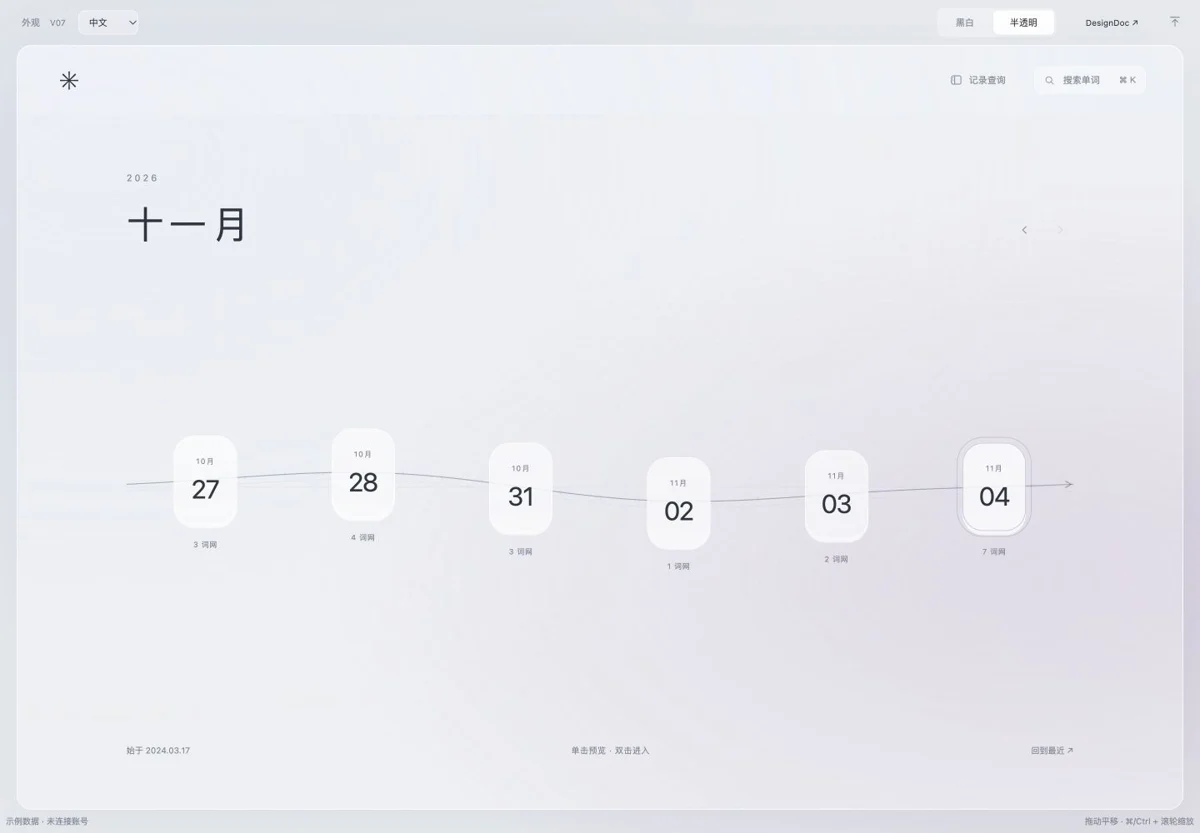 外观 V07 中文
黑白 半透明 DesignDoc ↗
记录查询 搜索单词 ⌘ K
2026
十一月
10月
27
3 词网
10月
28
4 词网
10月
31
3 词网
11月
02
1 词网
11月
03
2 词网
11月
04
7 词网
始于 2024.03.17 单击预览 · 双击进入 回到最近 ↗
示例数据 · 未连接账号 拖动平移 · ⌘/Ctrl + 滚轮缩放